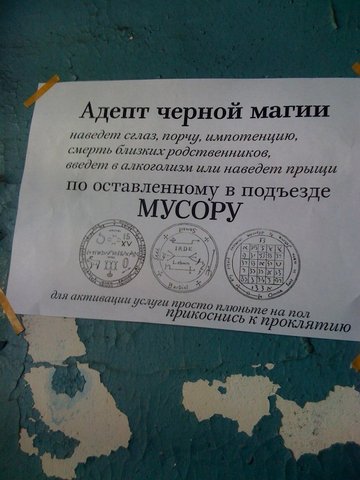 Адепт черной магии
наведет сглаз, порчу, импотенцию,
смерть близких родственников,
введет в алкоголизм или наведет прыщи
по оставленному в подъезде
МУСОРУ
для активации услуги просто плюньте на пол
прикоснись к проклятию